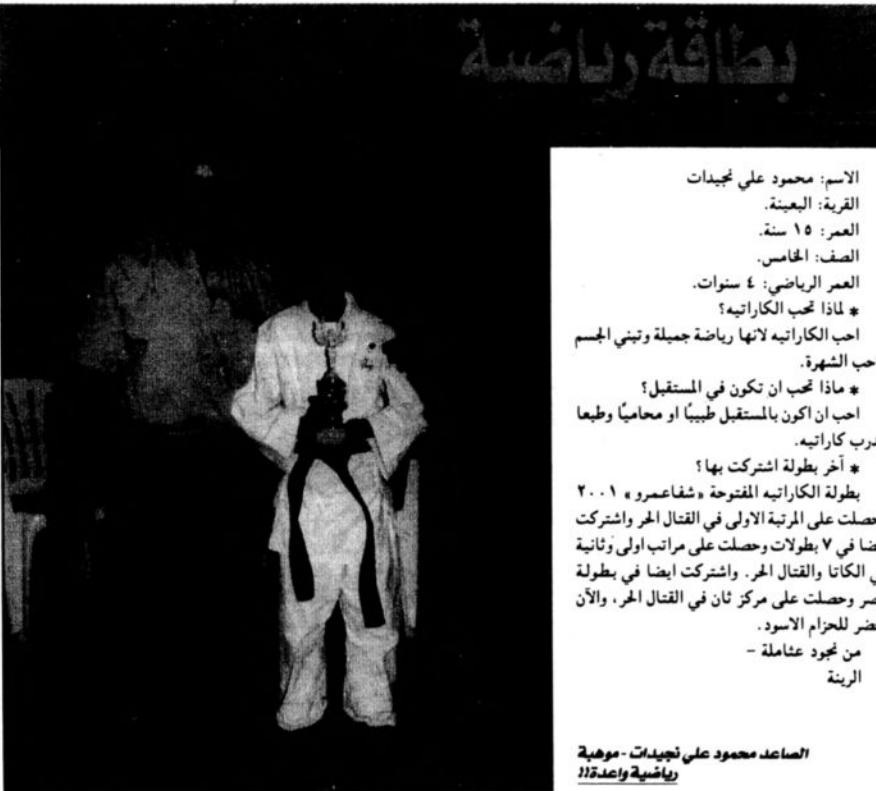 بطاقة رياضية
الاسم: محمود علي نجيدات
القرية: البعينة.
العمر: ١٥ سنة.
الصف: الخامس.
العمر الرياضي: ٤ سنوات.
* لماذا تحب الكاراتيه؟
احب الكاراتيه لانها رياضة جميلة وتبني الجسم
احب الشهرة.
* ماذا تحب ان تكون في المستقبل؟
احب ان اكون بالمستقبل طبيبًا او محاميًا وطبعا
درب كاراتيه.
* آخر بطولة اشتركت بها؟
بطولة الكاراتيه المفتوحة «شفاعمرو» ٢٠٠١
حصلت على المرتبة الاولى في القتال الحر واشتركت
ضا في ٧ بطولات وحصلت على مراتب اولى وثانية
ي الكاتا والقتال الحر. واشتركت ايضا في بطولة
صر وحصلت على مركز ثان في القتال الحر، والآن
ضر للحزام الاسود.
من نجود عثاملة -
الرينة
الصاعد محمود علي نجيدات - موهبة
رياضية واعدة!!